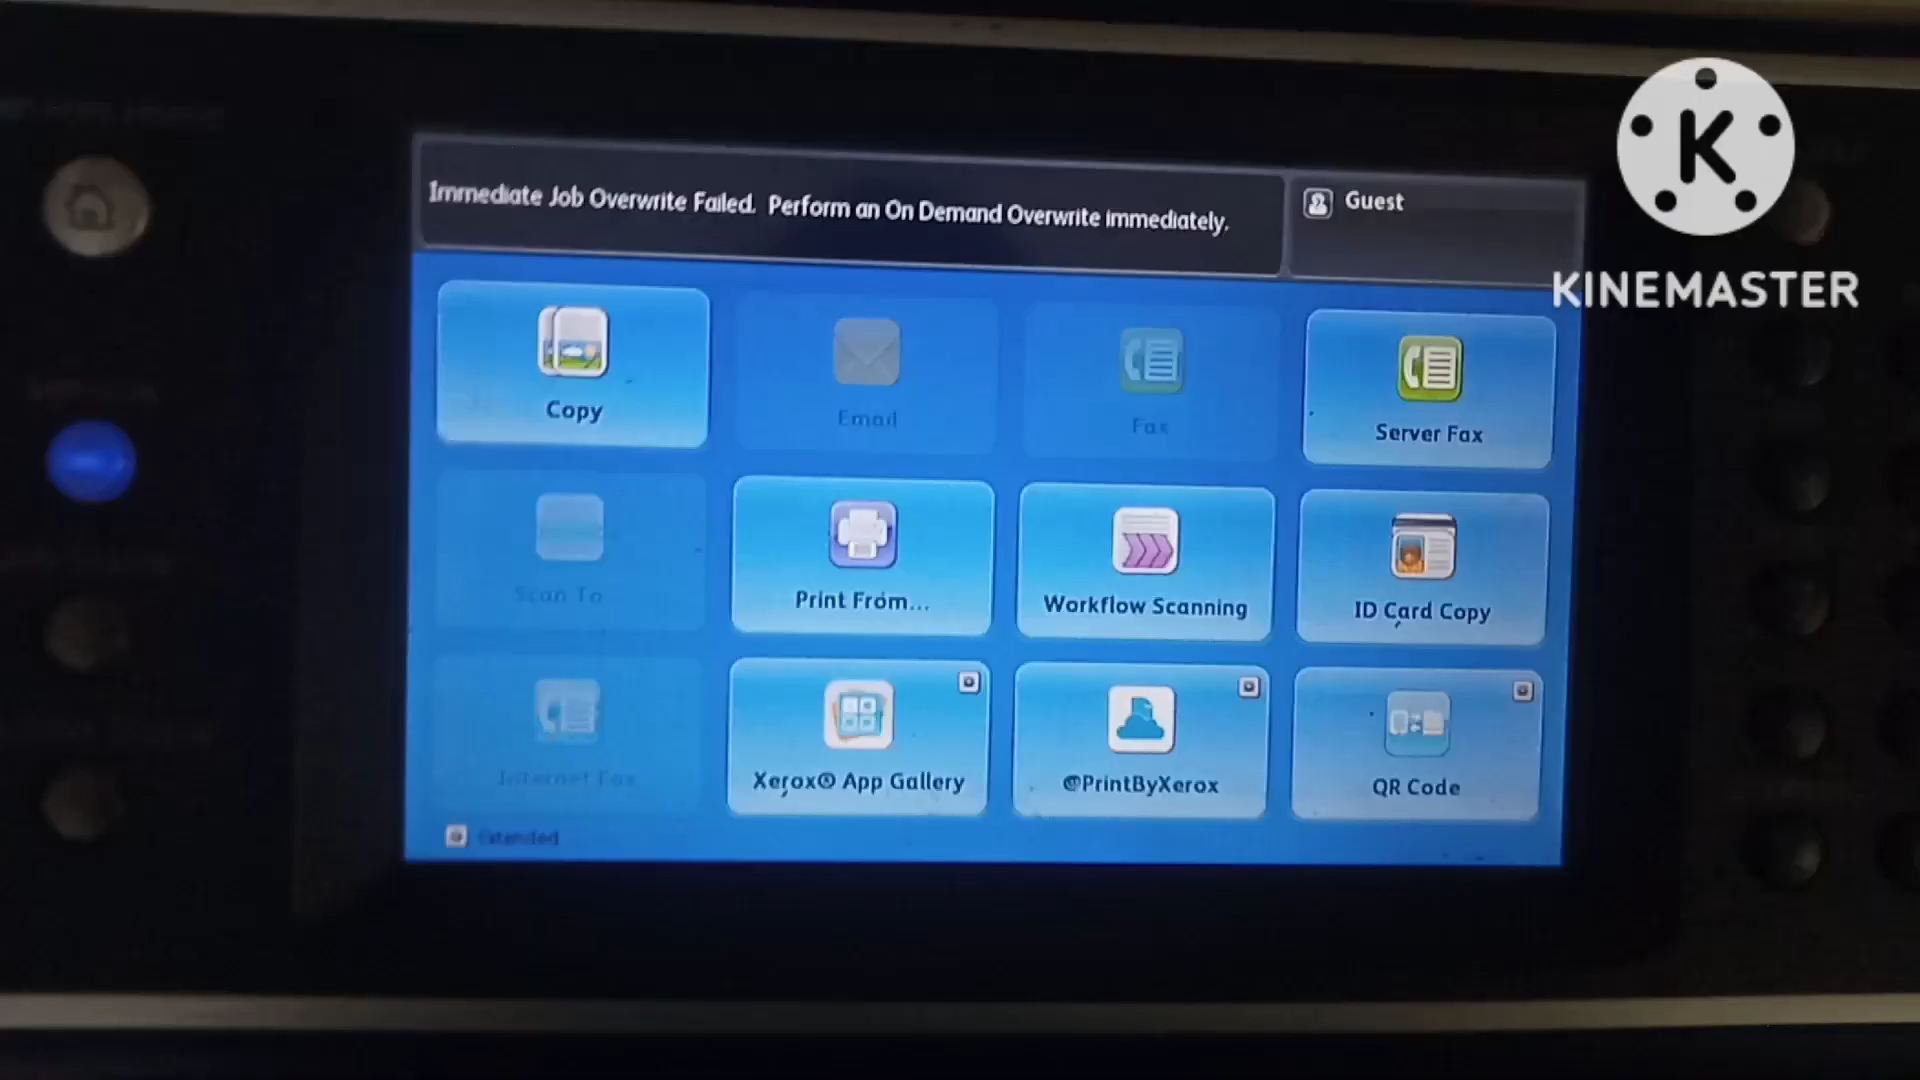 Immediate Job Overwrite Failed. Perform an On Demand Overwrite immediately.
Guest
K
KINEMASTER
Copy
Email
Fax
Server Fax
Scan To
Print From...
Workflow Scanning
ID Card Copy
Internet Fax
Xerox® App Gallery
@PrintByXerox
QR Code
Extended